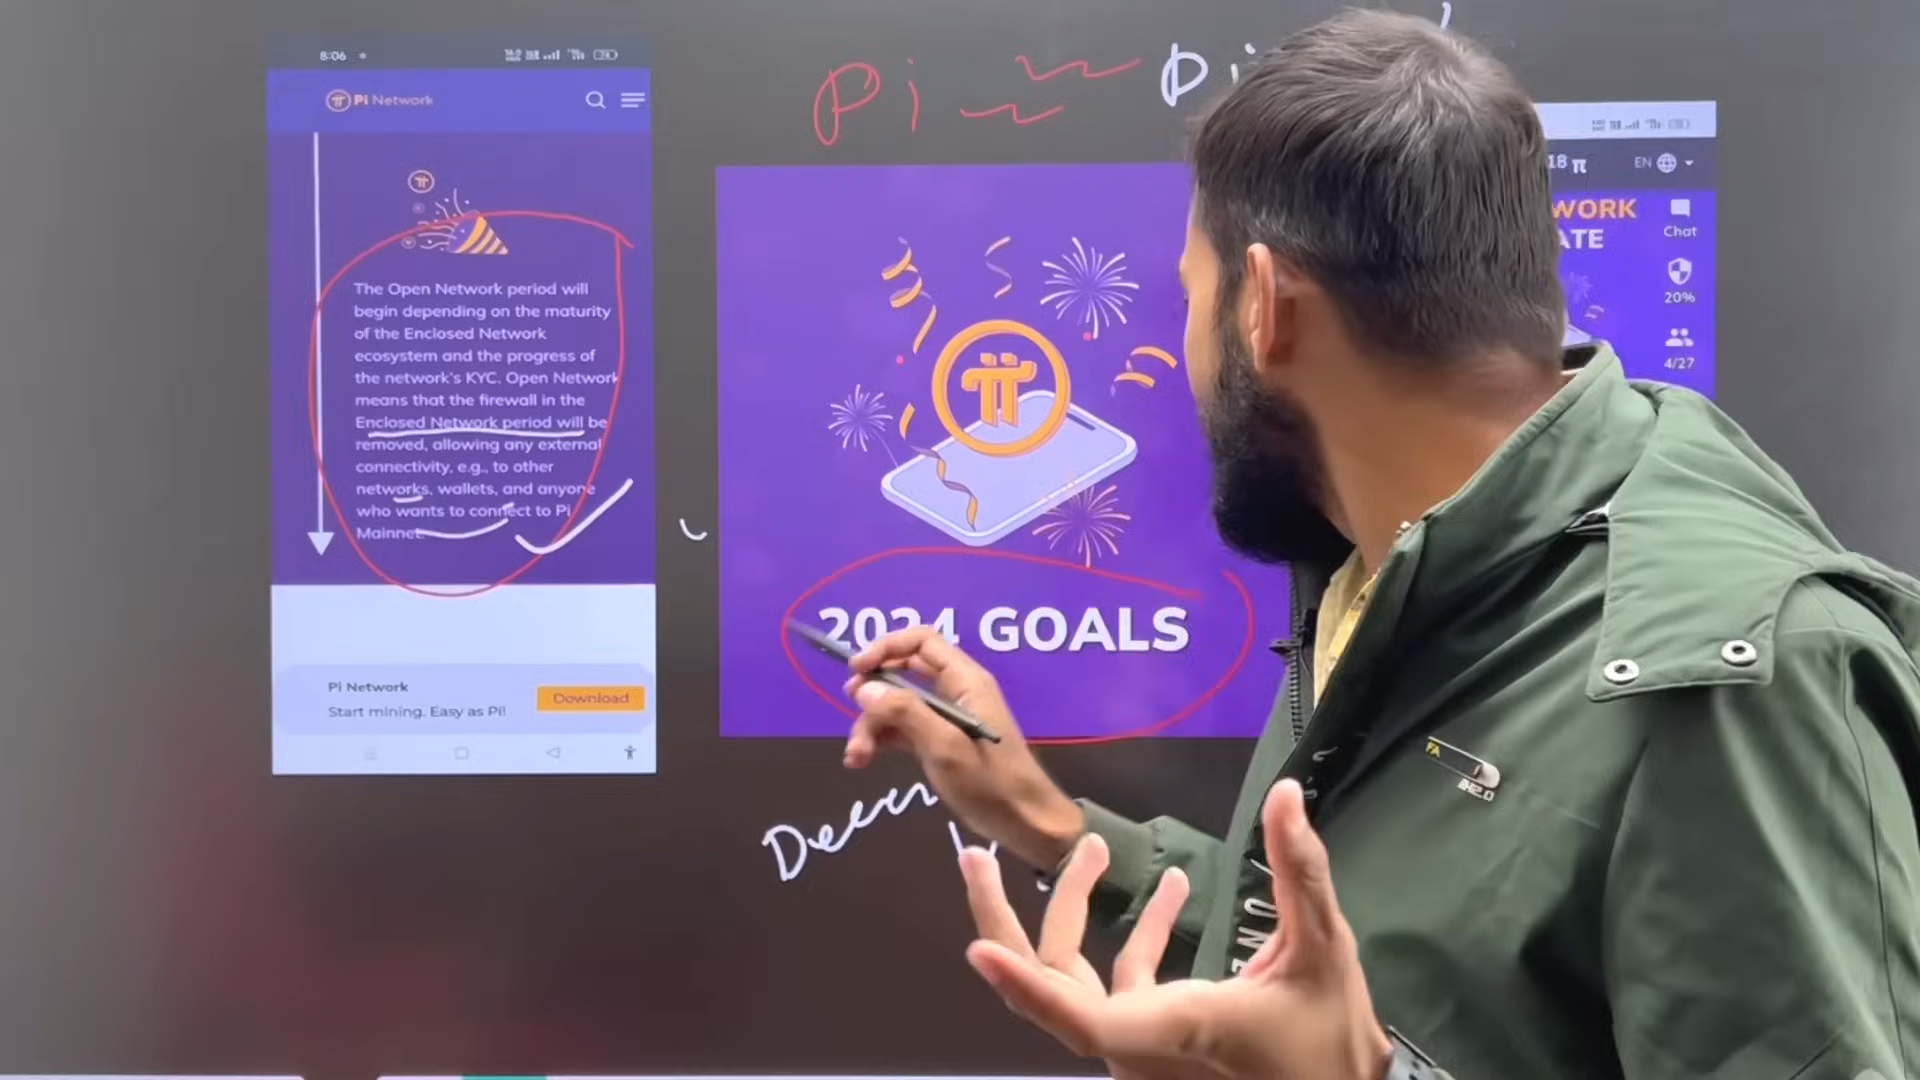 8:06
Pi Network
The Open Network period will
begin depending on the maturity
of the Enclosed Network
ecosystem and the progress of
the network's KYC. Open Network
means that the firewall in the
Enclosed Network period will be
removed, allowing any external
connectivity, e.g., to other
networks, wallets, and anyone
who wants to connect to Pi
Mainnet.
Pi Network
Start mining. Easy as Pi!
Download
Pi
Pi
2024 GOALS
18 π
EN
WORK
ATE
Chat
20%
4/27
FA